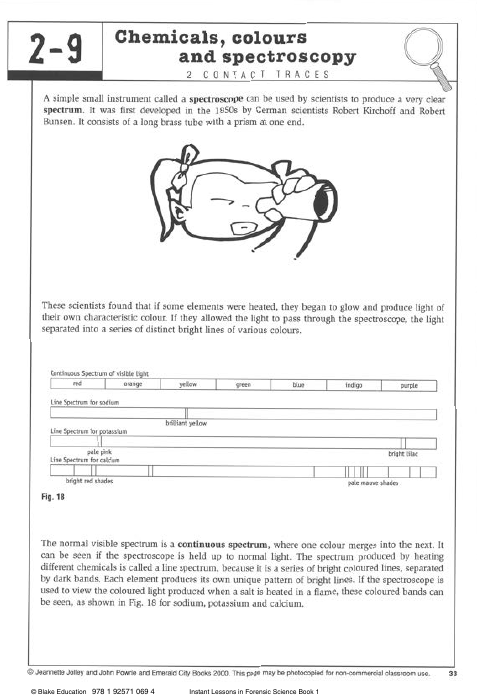 2-9
Chemicals, colours
and spectroscopy
2 CONTACT TRACES
A simple small instrument called a spectroscope can be used by scientists to produce a very clear
spectrum. It was first developed in the 1850s by German scientists Robert Kirchoff and Robert
Bunsen. It consists of a long brass tube with a prism at one end.
These scientists found that if some elements were heated, they began to glow and produce light of
their own characteristic colour. If they allowed the light to pass through the spectroscope, the light
separated into a series of distinct bright lines of various colours.
Continuous Spectrum of visible light
red orange yellow green blue indigo purple
Line Spectrum for sodium
brilliant yellow
Line Spectrum for potassium
pale pink bright lilac
Line Spectrum for calcium
bright red shades pale mauve shades
Fig. 18
The normal visible spectrum is a continuous spectrum, where one colour merges into the next. It
can be seen if the spectroscope is held up to normal light. The spectrum produced by heating
different chemicals is called a line spectrum, because it is a series of bright coloured lines, separated
by dark bands. Each element produces its own unique pattern of bright lines. If the spectroscope is
used to view the coloured light produced when a salt is heated in a flame, these coloured bands can
be seen, as shown in Fig. 18 for sodium, potassium and calcium.
© Jeannette Jolley and John Powrie and Emerald City Books 2000. This page may be photocopied for non-commercial classroom use. 33
© Blake Education 978 1 92571 069 4 Instant Lessons in Forensic Science Book 1